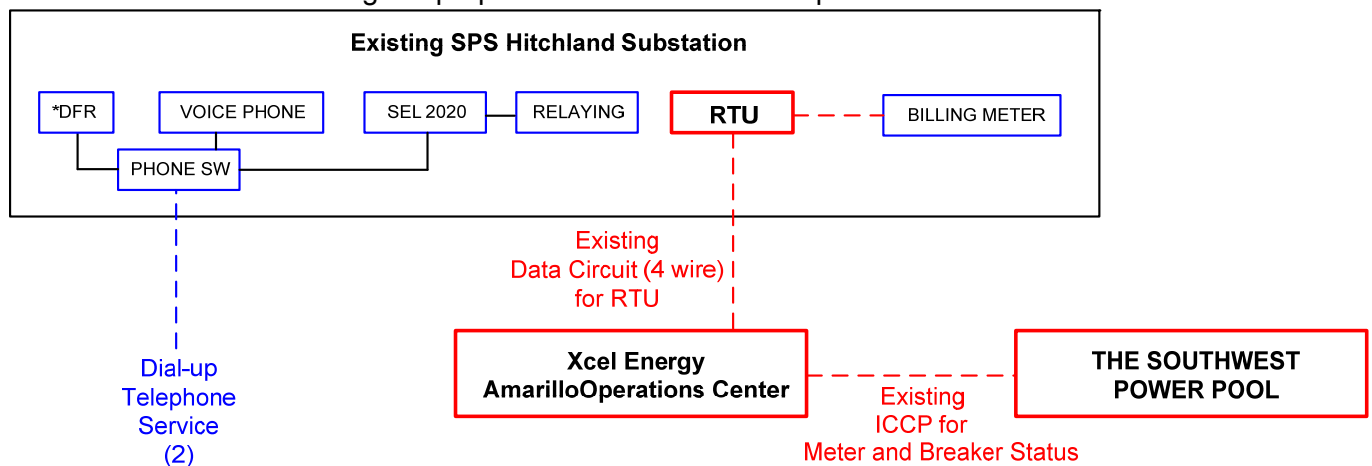 Existing SPS Hitchland Substation
*DFR
VOICE PHONE
SEL 2020
RELAYING
RTU
BILLING METER
PHONE SW
Existing
Data Circuit (4 wire)
for RTU
Dial-up
Telephone
Service
(2)
Xcel Energy
AmarilloOperations Center
Existing
ICCP for
Meter and Breaker Status
THE SOUTHWEST
POWER POOL